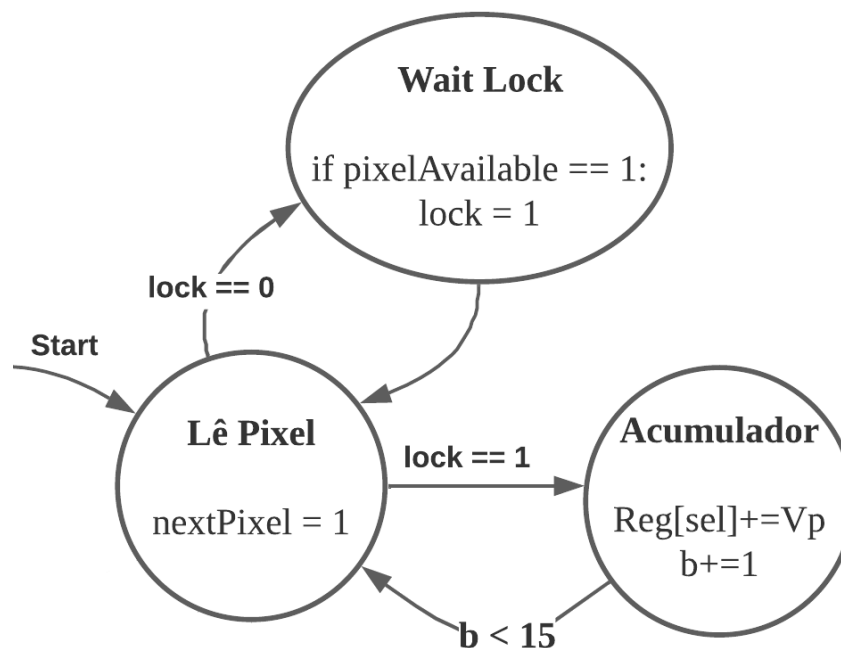 Wait Lock
if pixelAvailable == 1:
lock = 1
lock == 0
Start
Lê Pixel
nextPixel = 1
lock == 1
Acumulador
Reg[sel]+=Vp
b+=1
b < 15